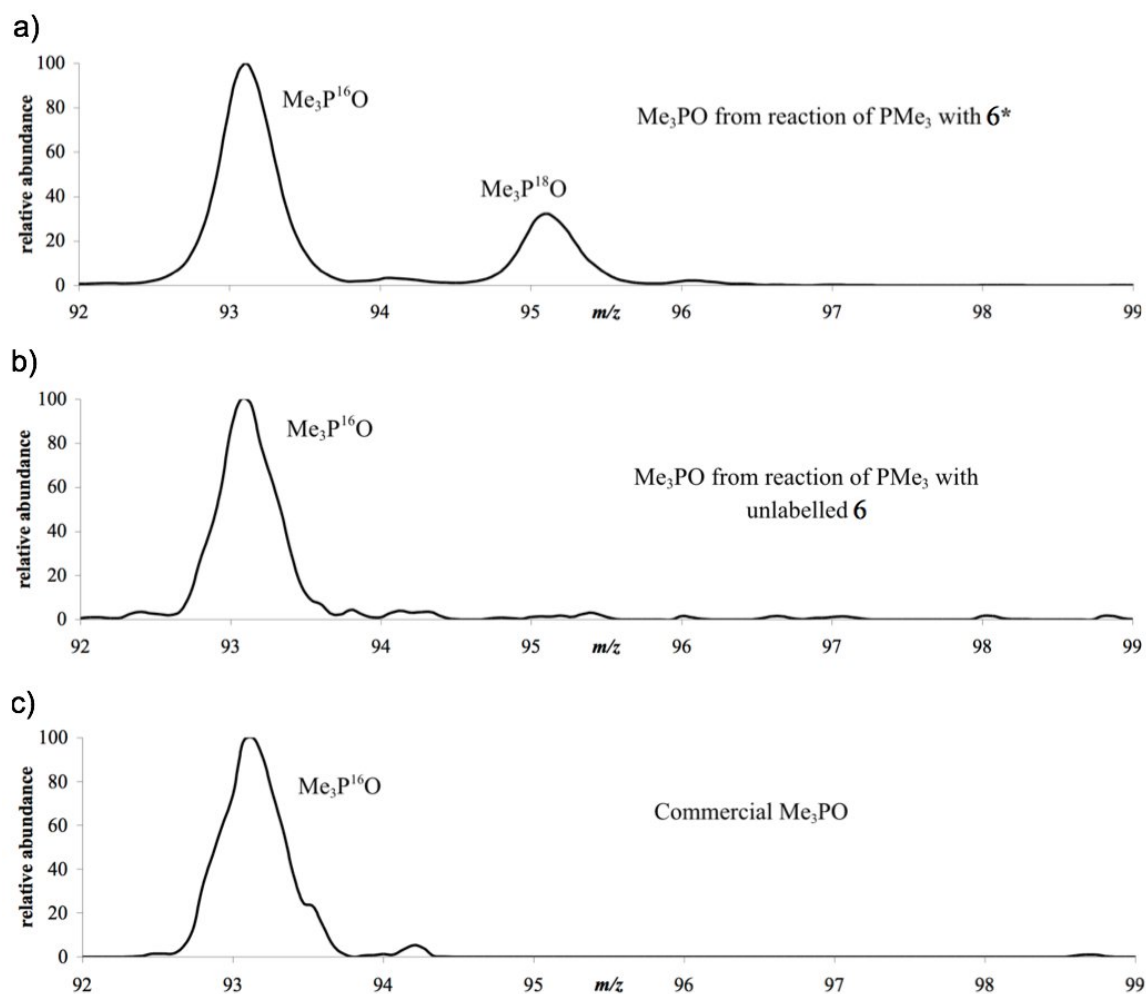 a)
100
80
60
40
20
0
relative abundance
Me₃P¹⁶O
Me₃PO from reaction of PMe₃ with 6*
Me₃P¹⁸O
92 93 94 95 m/z 96 97 98 99
b)
100
80
60
40
20
0
relative abundance
Me₃P¹⁶O
Me₃PO from reaction of PMe₃ with
unlabelled 6
92 93 94 95 m/z 96 97 98 99
c)
100
80
60
40
20
0
relative abundance
Me₃P¹⁶O
Commercial Me₃PO
92 93 94 95 m/z 96 97 98 99